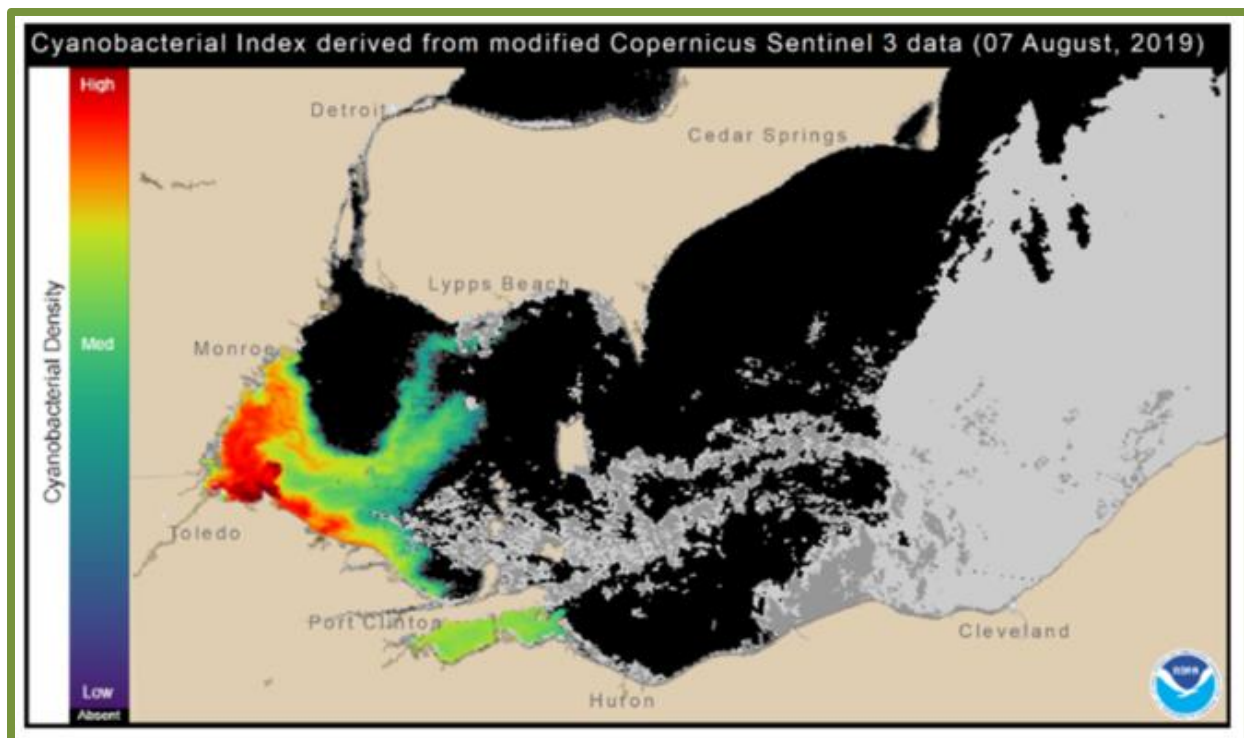 Cyanobacterial Index derived from modified Copernicus Sentinel 3 data (07 August, 2019)
High
Detroit
Cedar Springs
Lypps Beach
Cyanobacterial Density
Med
Monroe
Toledo
Port Clinton
Cleveland
Low
Huron
Absent
NOAA